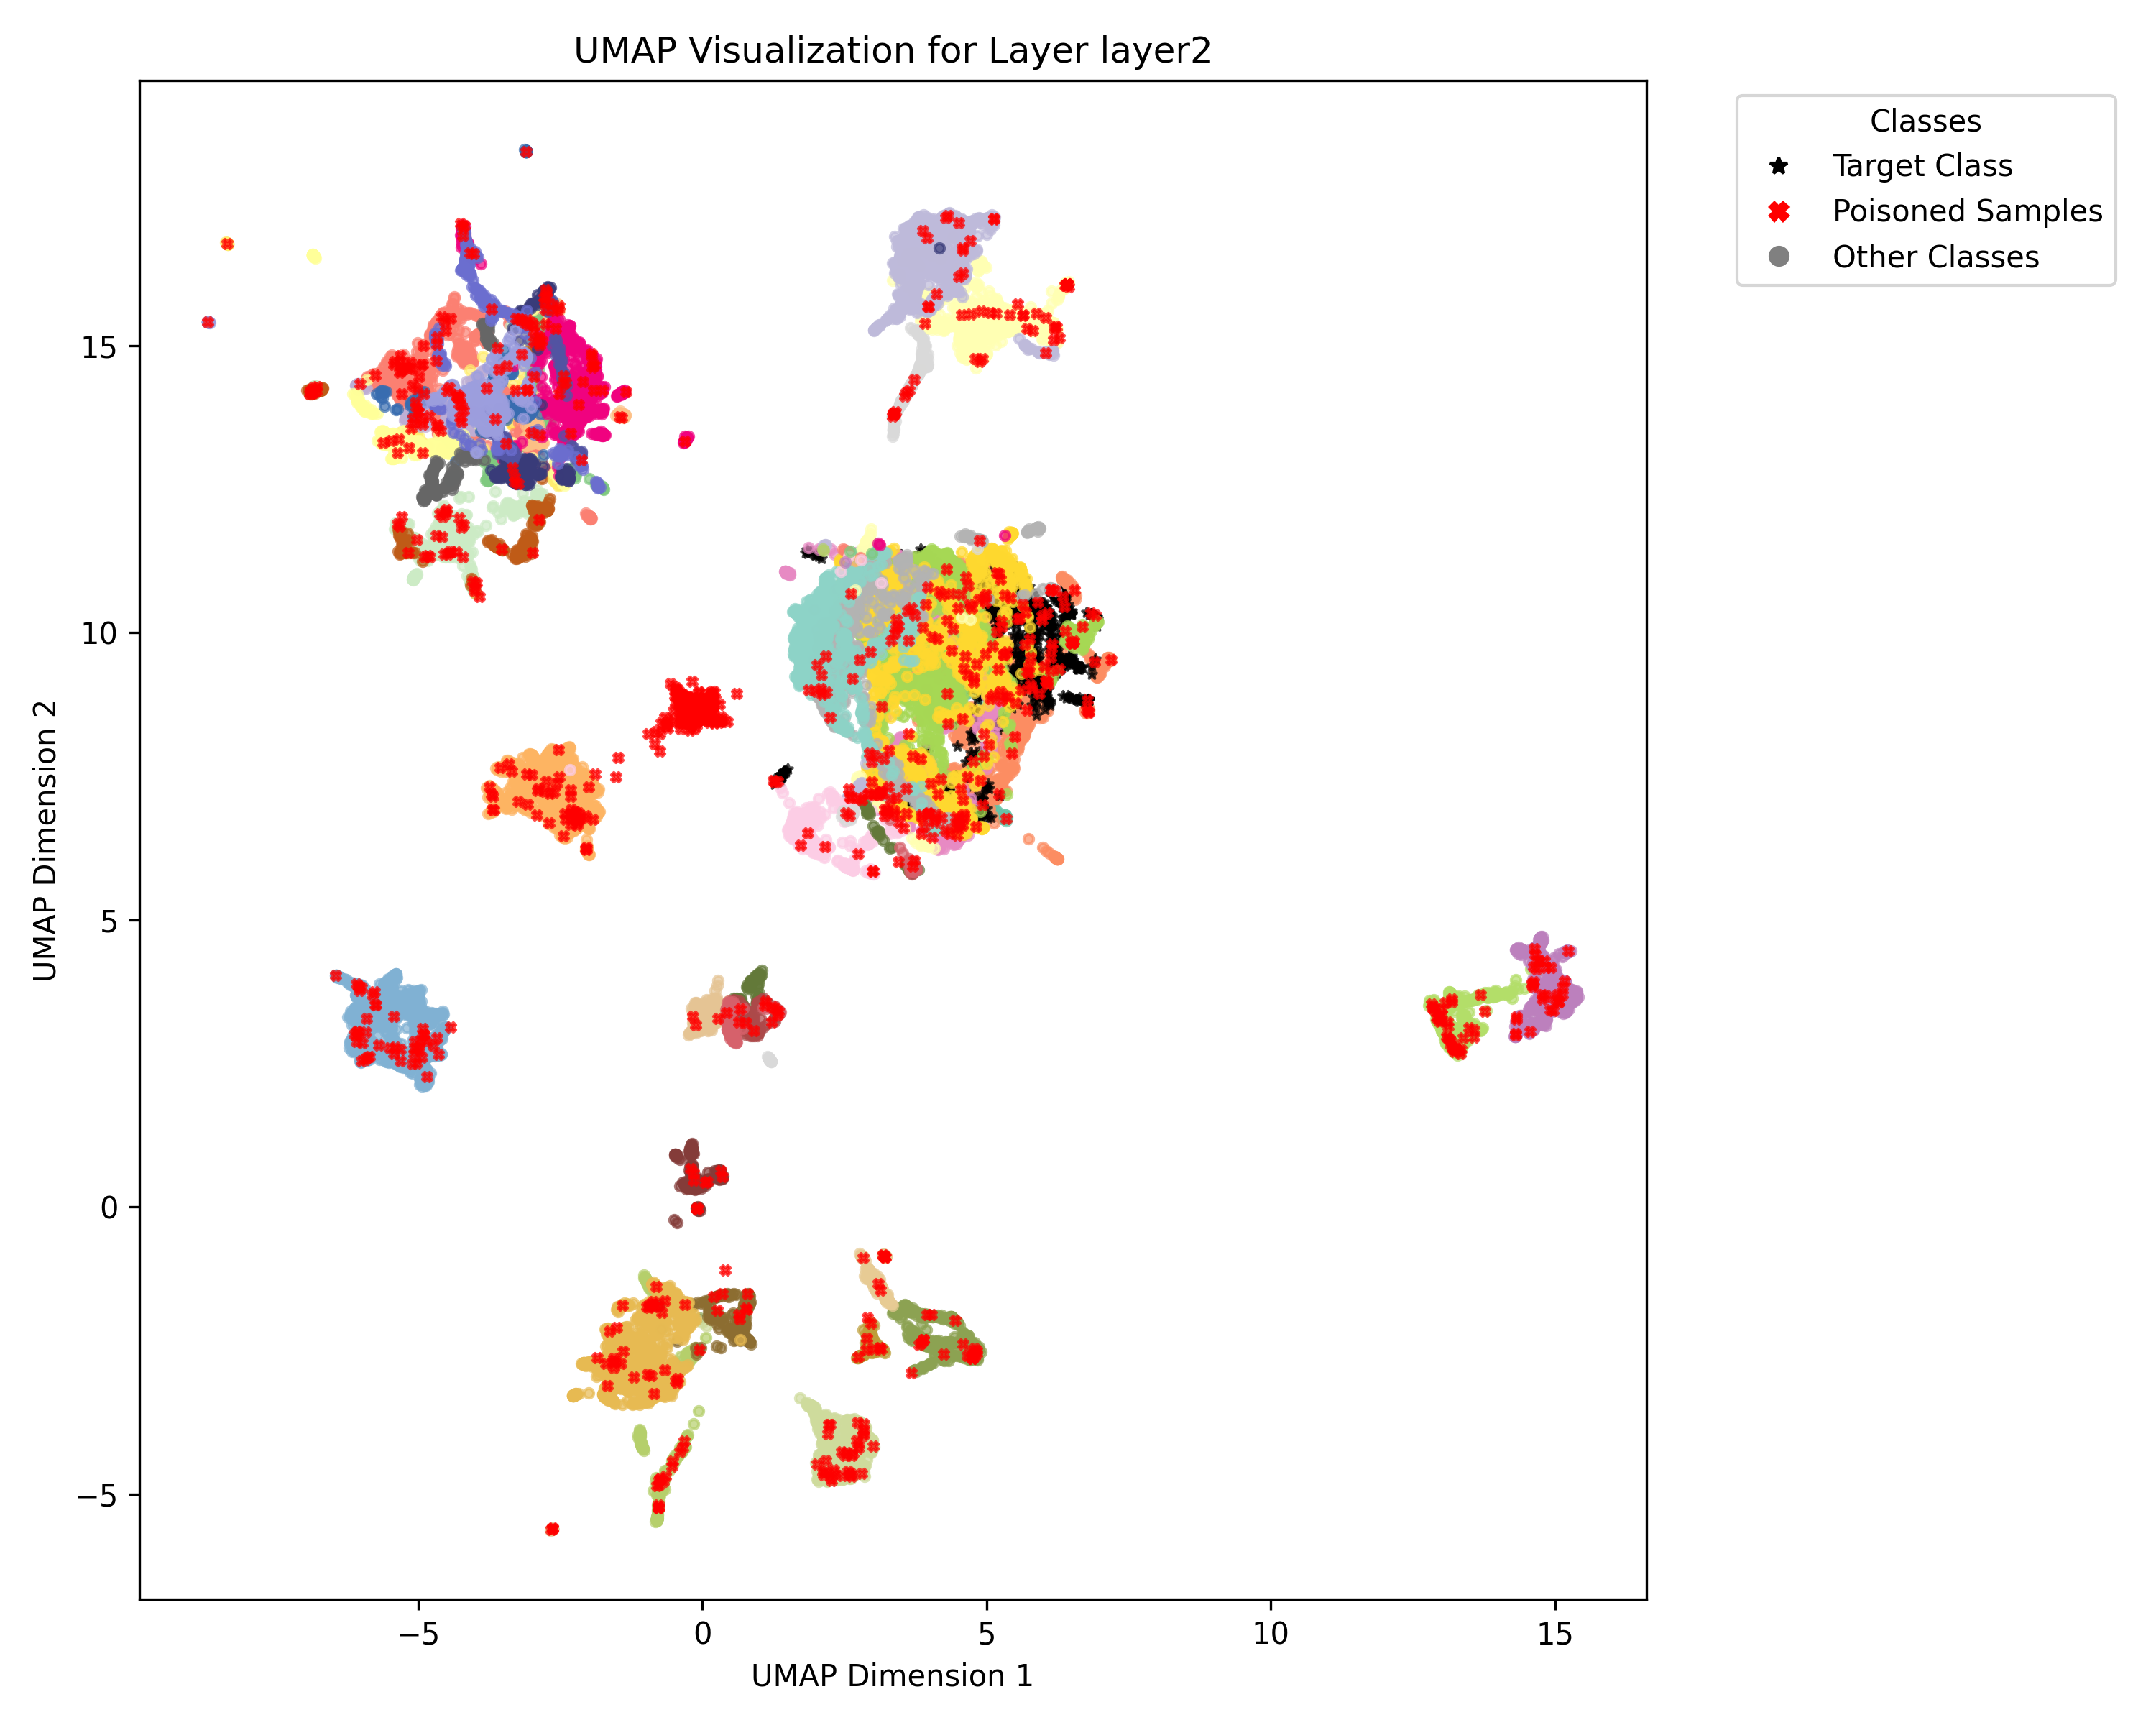 UMAP Visualization for Layer layer2
Classes
Target Class
Poisoned Samples
Other Classes
15
10
5
0
−5
UMAP Dimension 2
−5 0 5 10 15
UMAP Dimension 1